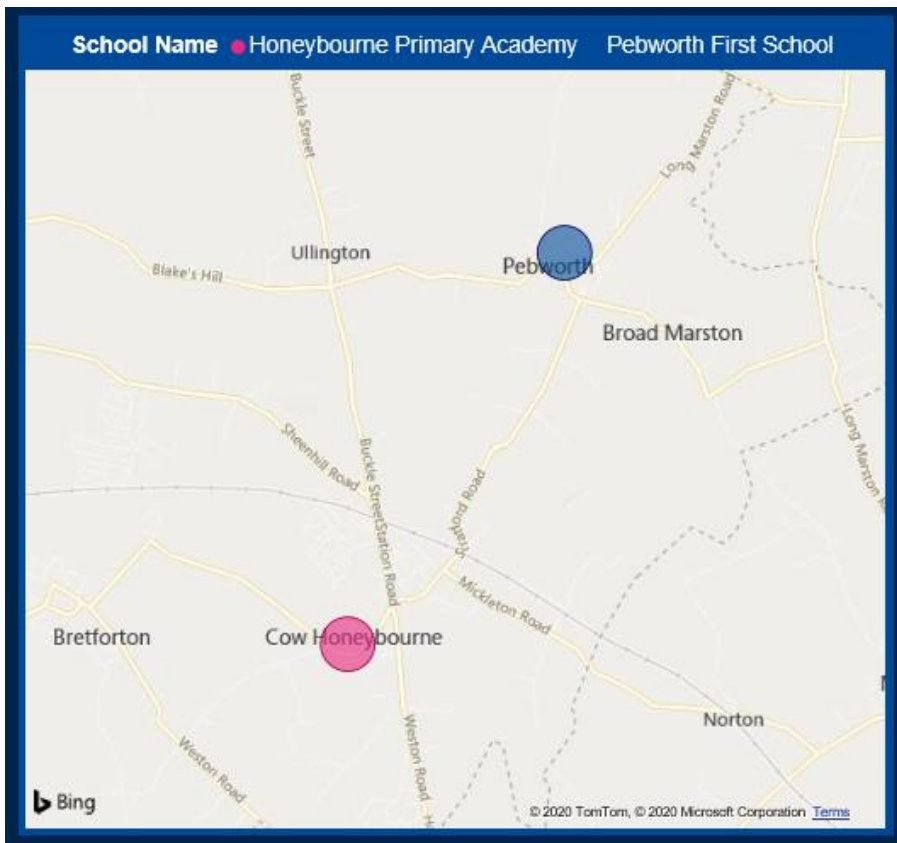 School Name Honeybourne Primary Academy Pebworth First School
Buckle Street
Long Marston Road
Ullington
Blake's Hill
Pebworth
Broad Marston
Long Marston
Sheenhill Road
Buckle Street
Station Road
Stratford Road
Mickleton Road
Bretforton
Cow Honeybourne
Norton
Weston Road
Weston Road
Bing
© 2020 TomTom, © 2020 Microsoft Corporation Terms